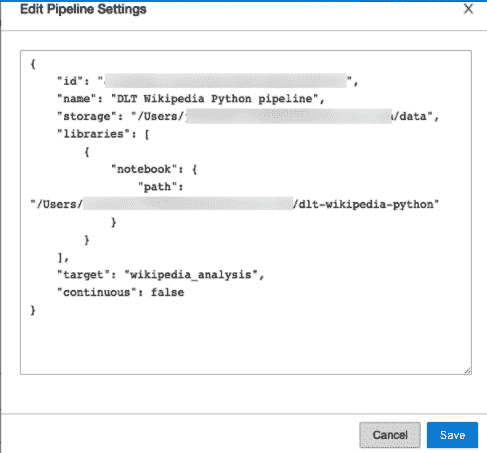 Edit Pipeline Settings X
{
"id": " ",
"name": "DLT Wikipedia Python pipeline",
"storage": "/Users/ /data",
"libraries": [
{
"notebook": {
"path":
"/Users/ /dlt-wikipedia-python"
}
}
],
"target": "wikipedia_analysis",
"continuous": false
}
Cancel Save